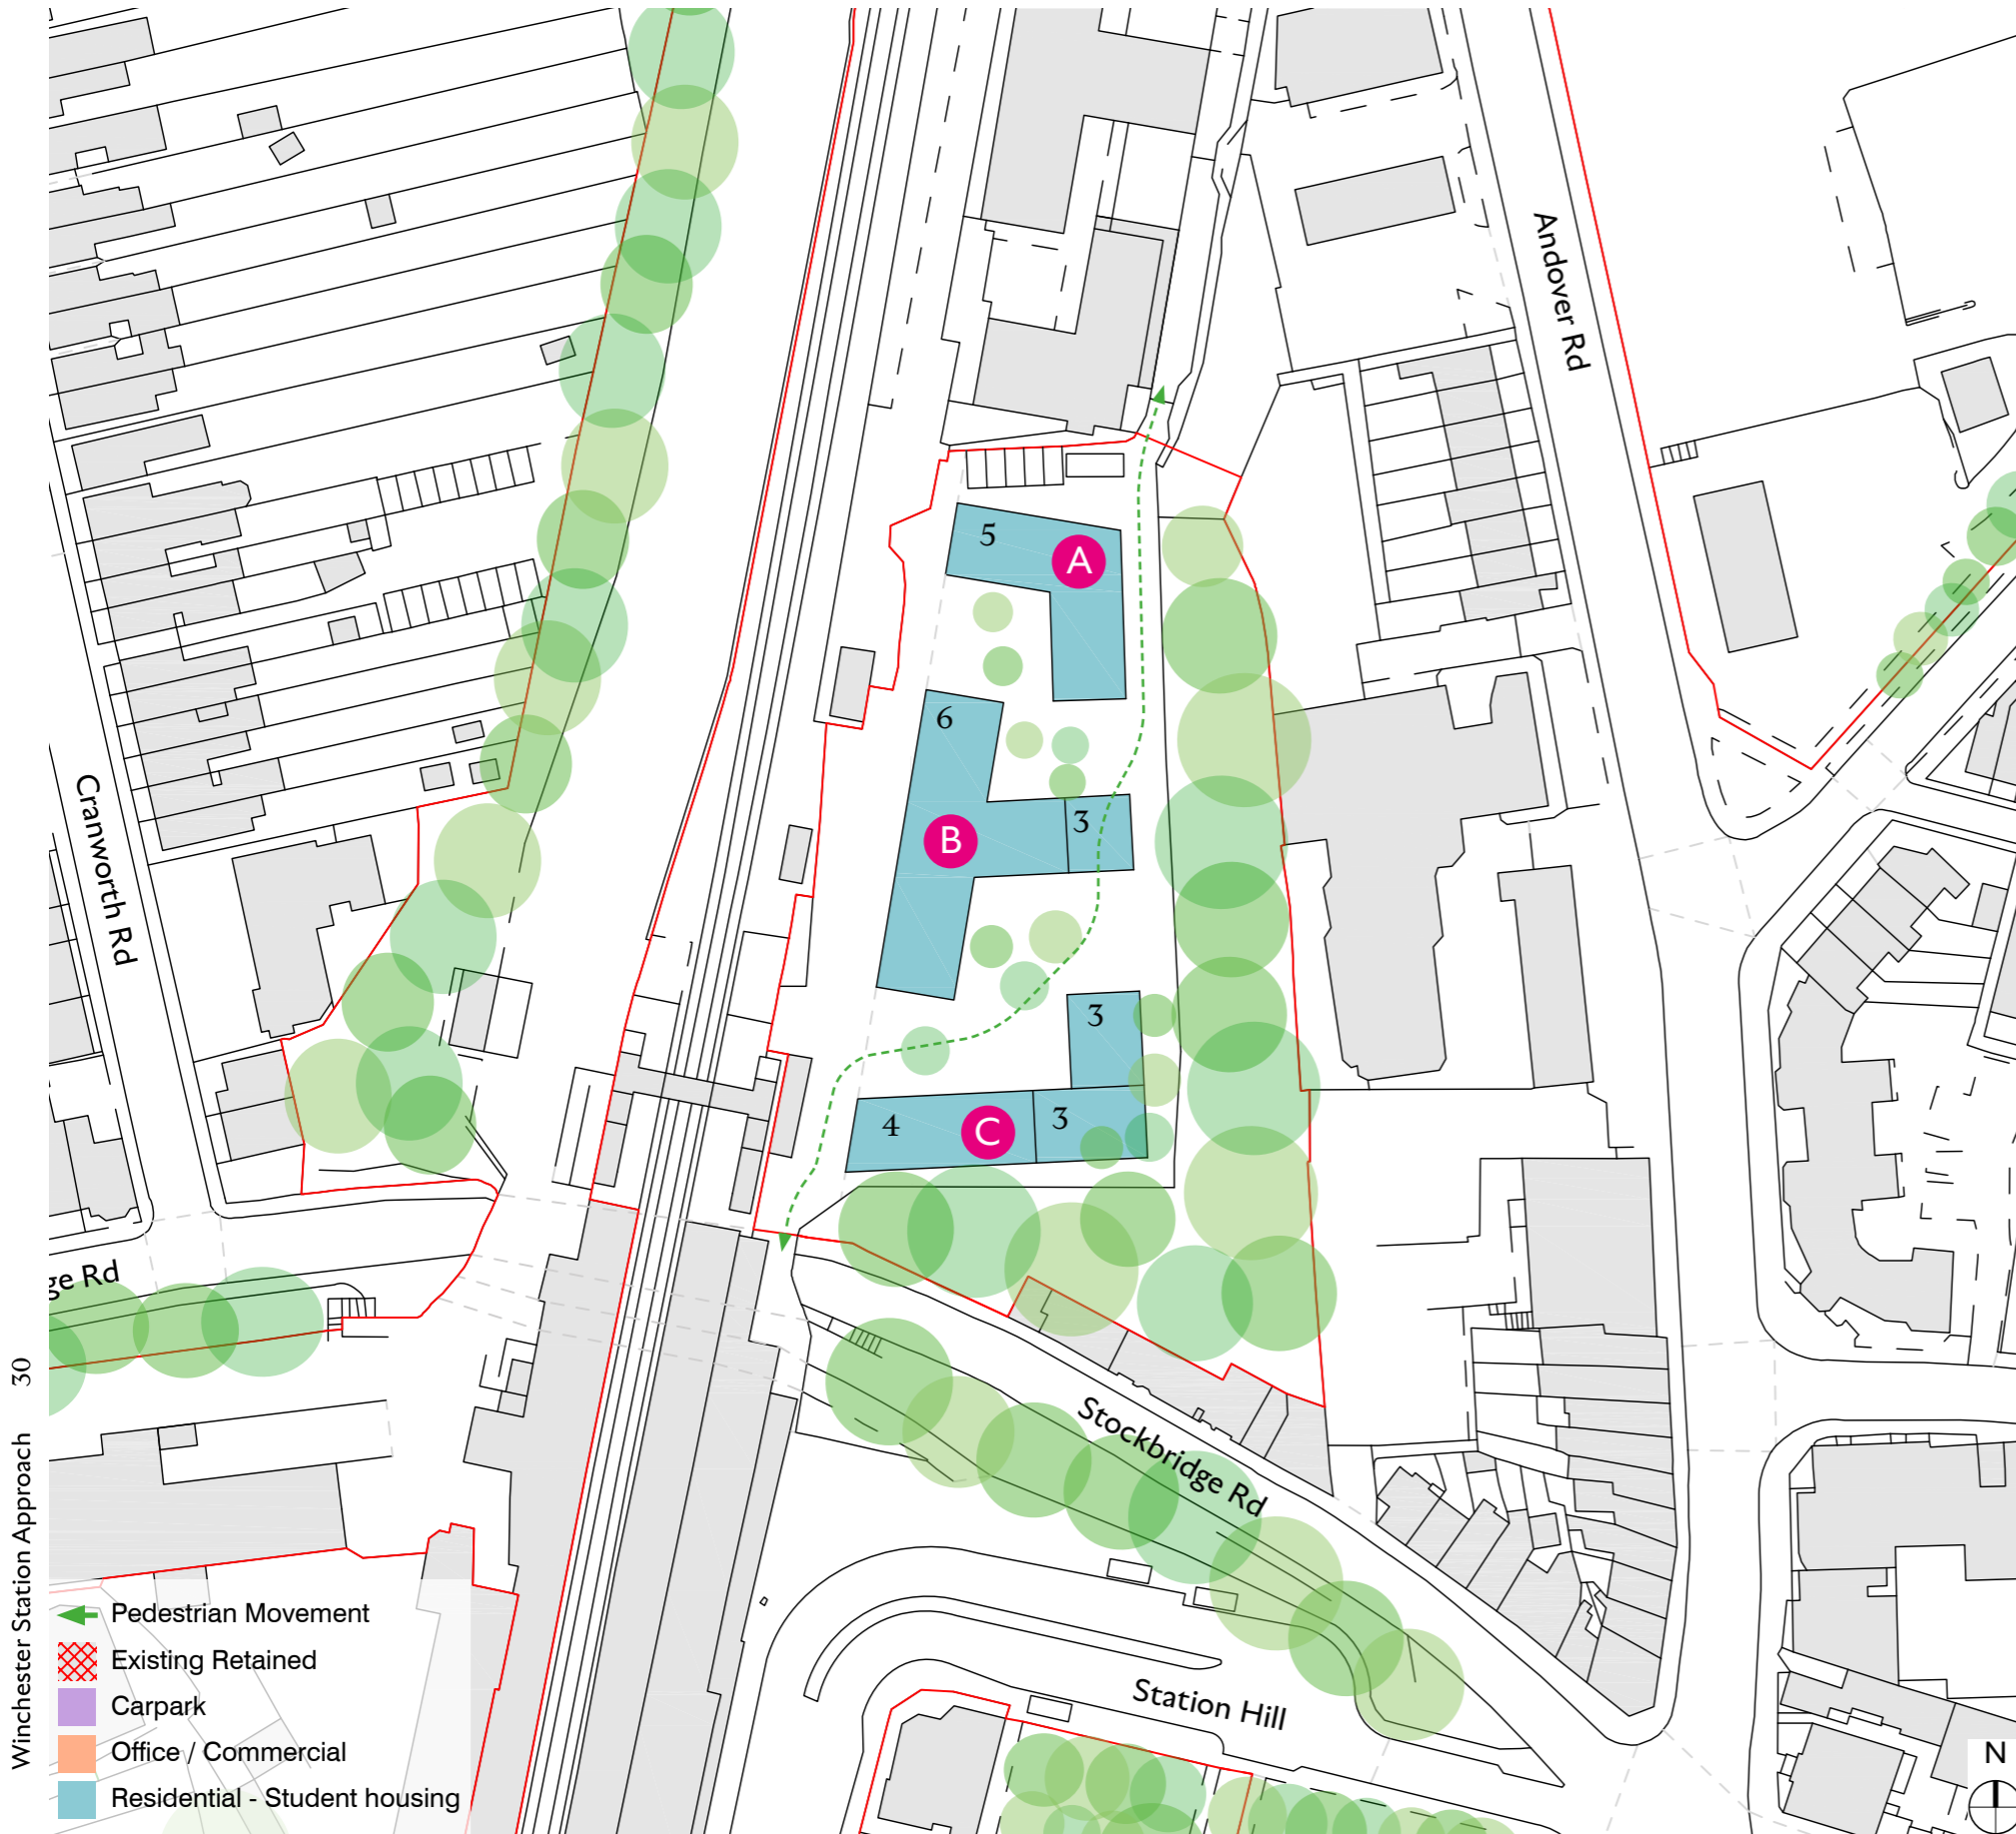 Andover Rd
5
A
6
3
B
Cranworth Rd
3
4
C
3
ge Rd
Stockbridge Rd
Station Hill
Winchester Station Approach 30
Pedestrian Movement
Existing Retained
Carpark
Office / Commercial
Residential - Student housing
N